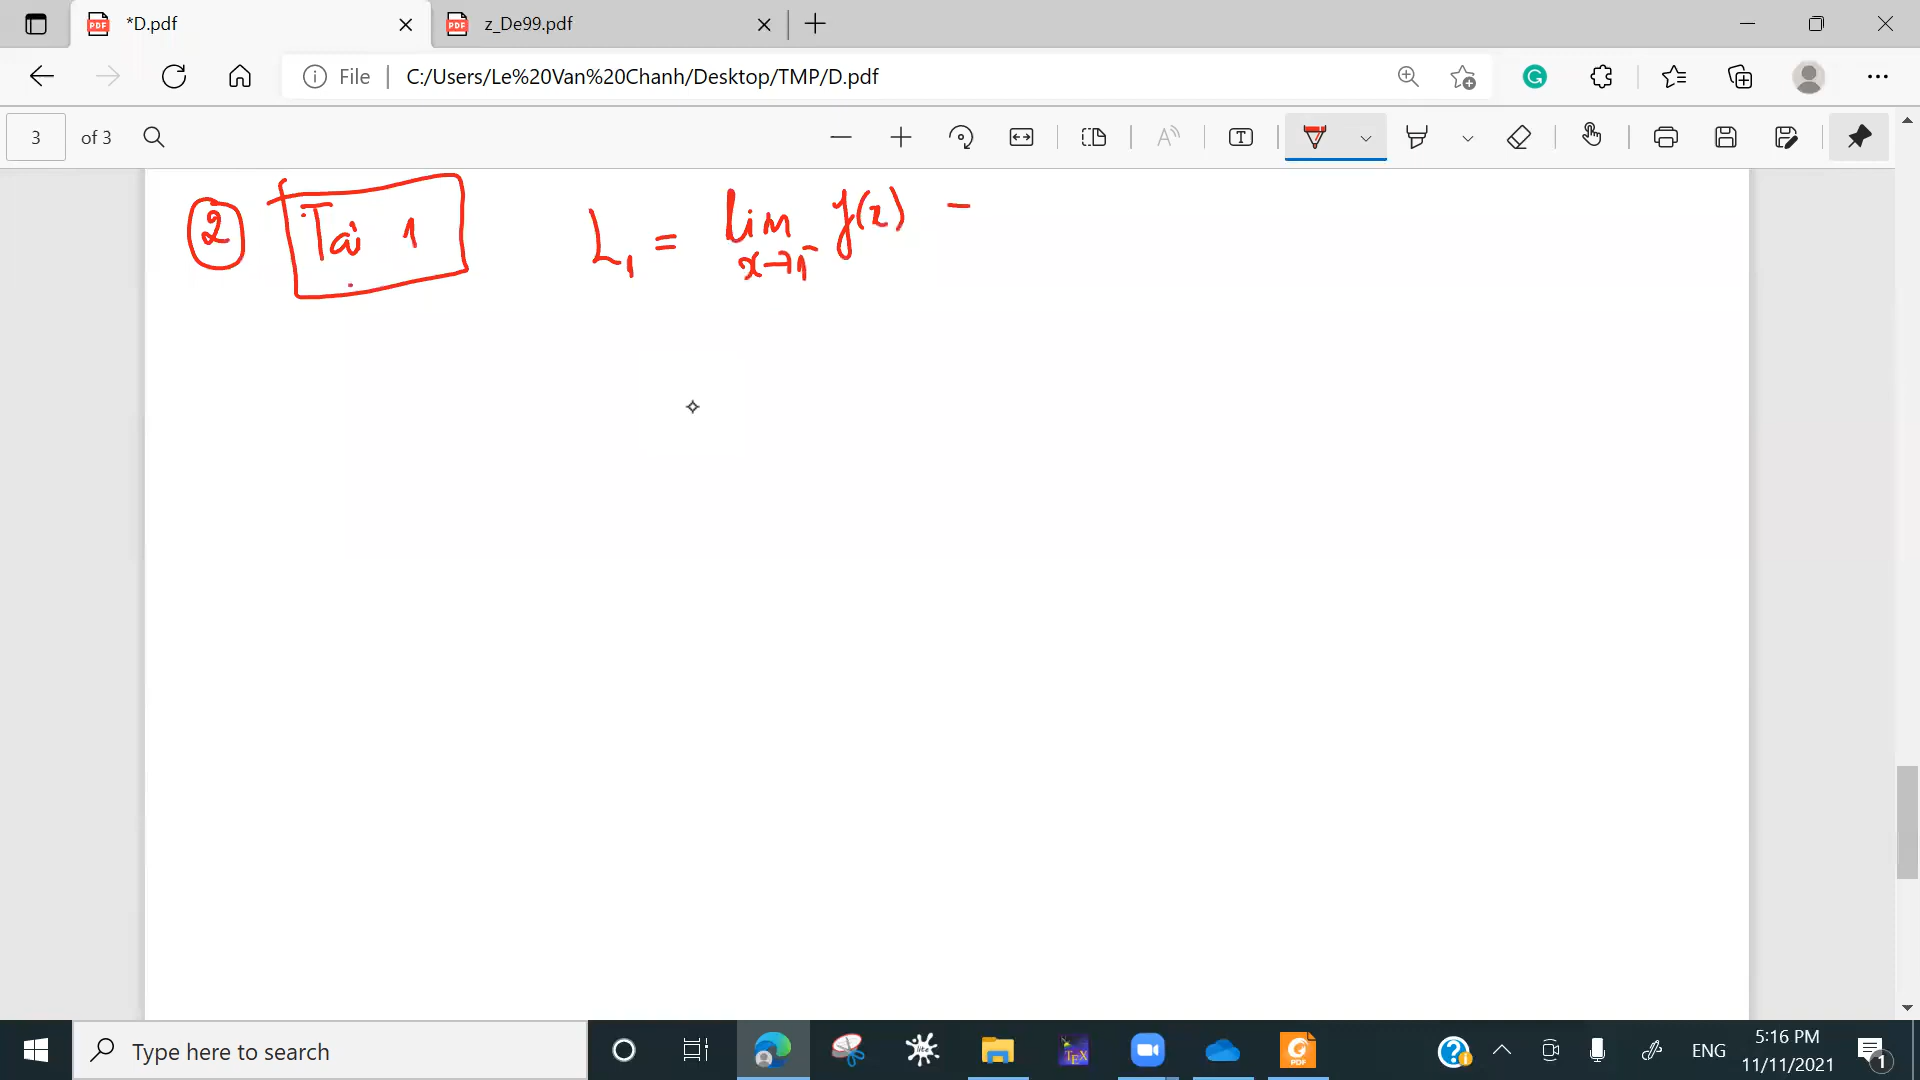 *D.pdf
z_De99.pdf
File
C:/Users/Le%20Van%20Chanh/Desktop/TMP/D.pdf
3 of 3
② Tại 1 L₁ = lim y(x) =
x→1⁻
Type here to search
ENG
5:16 PM
11/11/2021
1